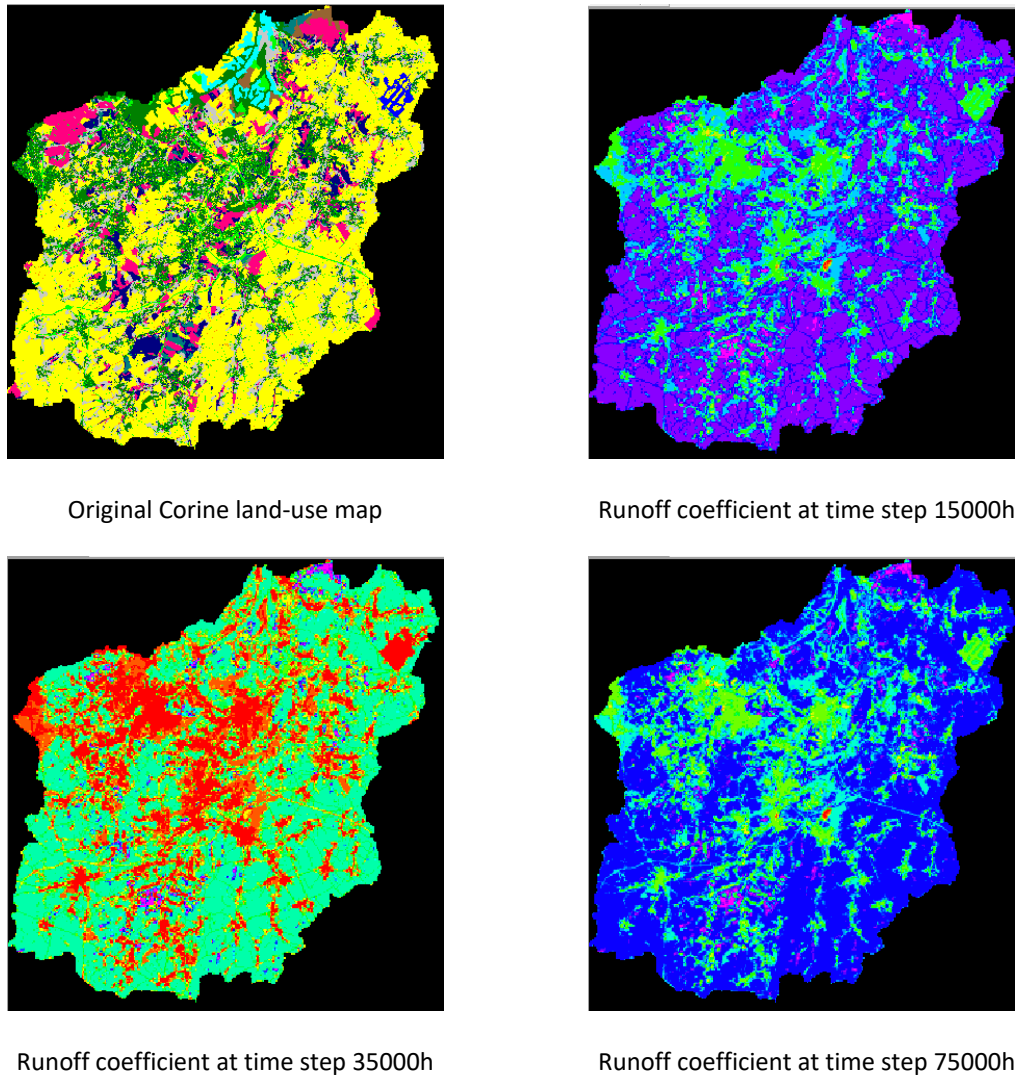 Original Corine land-use map
Runoff coefficient at time step 15000h
Runoff coefficient at time step 35000h
Runoff coefficient at time step 75000h